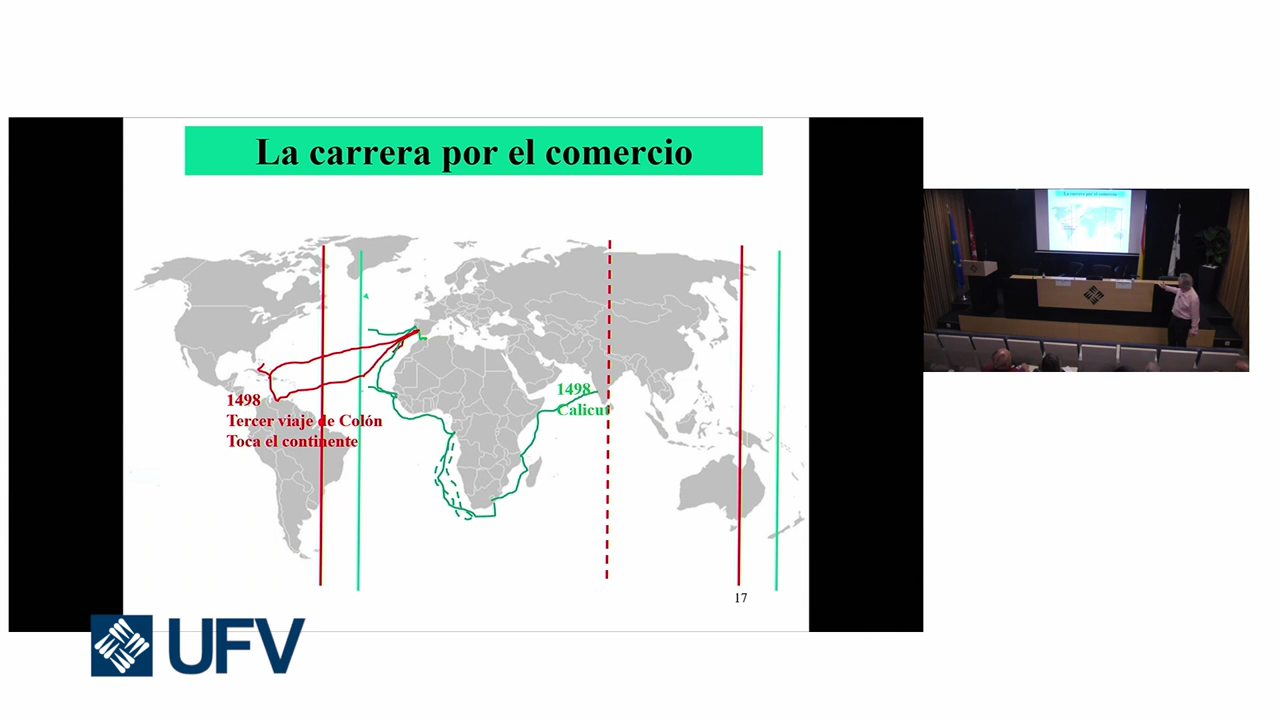 La carrera por el comercio
1498
Tercer viaje de Colón
Toca el continente
1498
Calicut
17
UFV
La carrera por el comercio